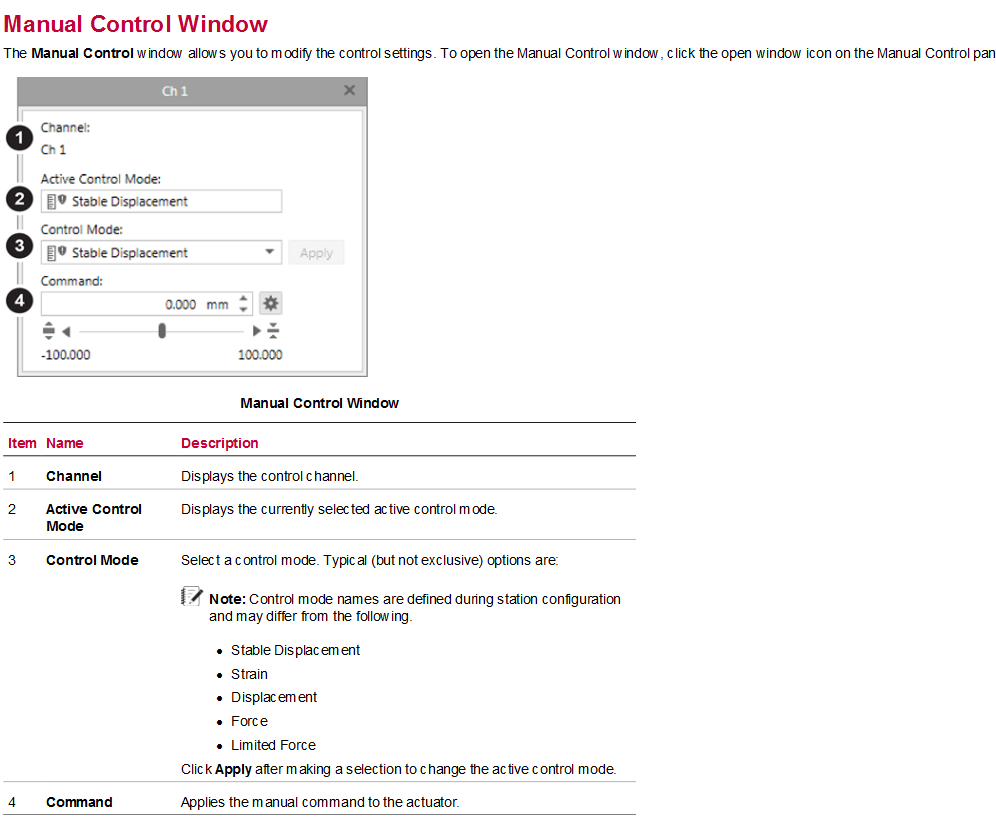 Manual Control Window
The Manual Control window allows you to modify the control settings. To open the Manual Control window, click the open window icon on the Manual Control pan
Ch 1
1
Channel:
Ch 1
2
Active Control Mode:
Stable Displacement
3
Control Mode:
Stable Displacement
Apply
4
Command:
0.000 mm
-100.000 100.000
Manual Control Window
Item Name Description
1 Channel Displays the control channel.
2 Active Control Displays the currently selected active control mode.
Mode
3 Control Mode Select a control mode. Typical (but not exclusive) options are:
Note: Control mode names are defined during station configuration
and may differ from the following.
• Stable Displacement
• Strain
• Displacement
• Force
• Limited Force
Click Apply after making a selection to change the active control mode.
4 Command Applies the manual command to the actuator.